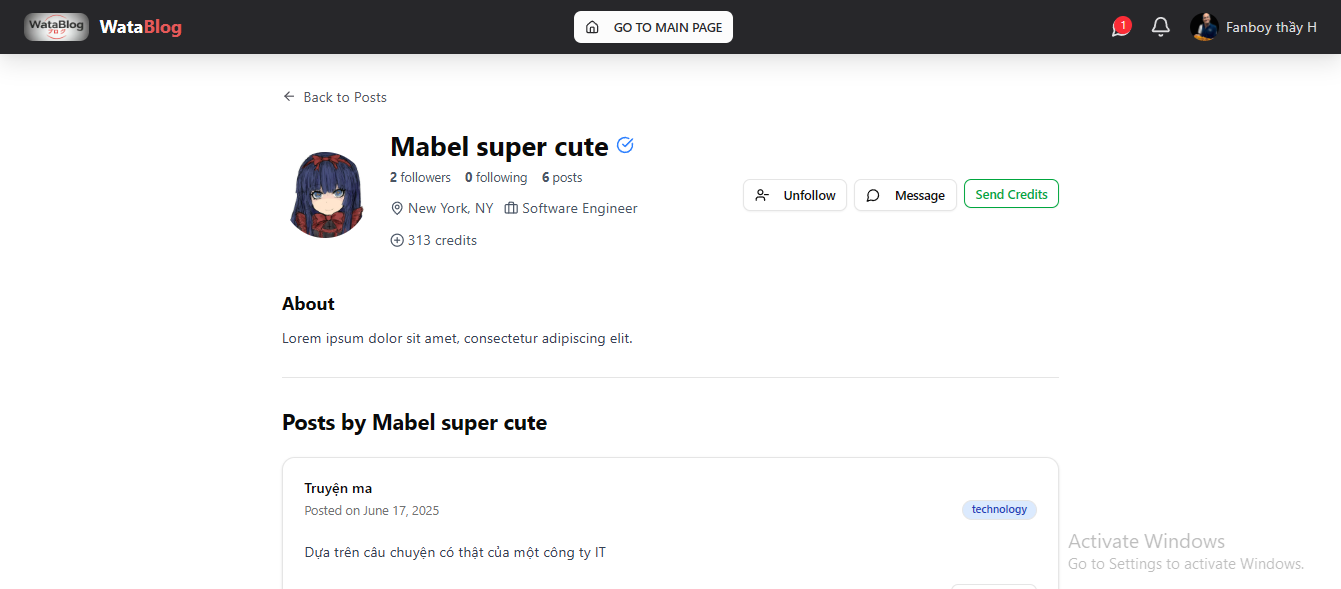 WataBlog
ブログ
WataBlog
GO TO MAIN PAGE
1
Fanboy thầy H
Back to Posts
Mabel super cute
2 followers 0 following 6 posts
New York, NY Software Engineer
313 credits
Unfollow
Message
Send Credits
About
Lorem ipsum dolor sit amet, consectetur adipiscing elit.
Posts by Mabel super cute
Truyện ma
Posted on June 17, 2025
technology
Dựa trên câu chuyện có thật của một công ty IT
Activate Windows
Go to Settings to activate Windows.